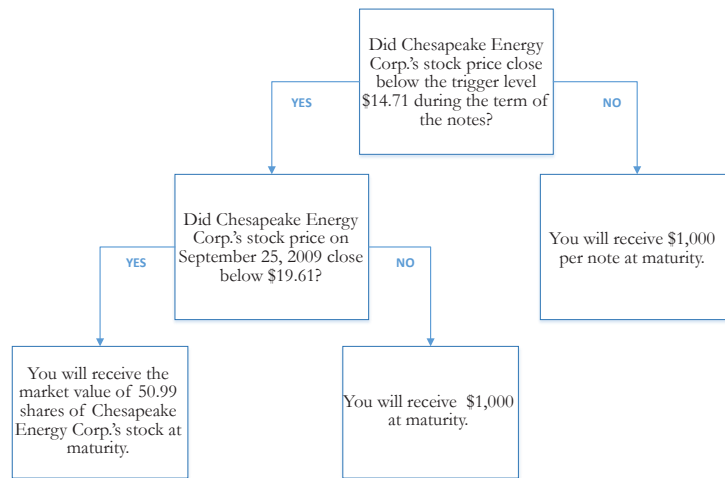 Did Chesapeake Energy
Corp.'s stock price close
below the trigger level
$14.71 during the term of
the notes?
YES
NO
Did Chesapeake Energy
Corp.'s stock price on
September 25, 2009 close
below $19.61?
You will receive $1,000
per note at maturity.
YES
NO
You will receive the
market value of 50.99
shares of Chesapeake
Energy Corp.'s stock at
maturity.
You will receive $1,000
at maturity.